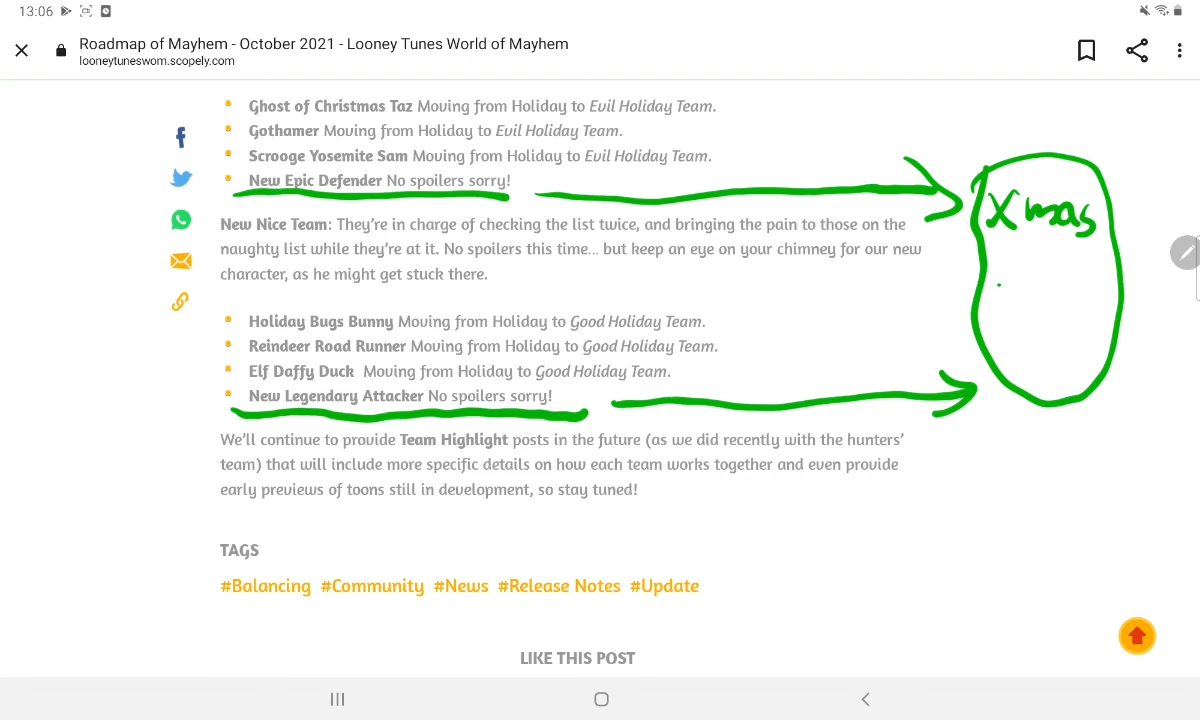 13:06
Roadmap of Mayhem - October 2021 - Looney Tunes World of Mayhem
looneytuneswom.scopely.com
Ghost of Christmas Taz Moving from Holiday to Evil Holiday Team.
Gothamer Moving from Holiday to Evil Holiday Team.
Scrooge Yosemite Sam Moving from Holiday to Evil Holiday Team.
New Epic Defender No spoilers sorry!
Xmas
New Nice Team: They're in charge of checking the list twice, and bringing the pain to those on the
naughty list while they're at it. No spoilers this time... but keep an eye on your chimney for our new
character, as he might get stuck there.
Holiday Bugs Bunny Moving from Holiday to Good Holiday Team.
Reindeer Road Runner Moving from Holiday to Good Holiday Team.
Elf Daffy Duck Moving from Holiday to Good Holiday Team.
New Legendary Attacker No spoilers sorry!
We'll continue to provide Team Highlight posts in the future (as we did recently with the hunters'
team) that will include more specific details on how each team works together and even provide
early previews of toons still in development, so stay tuned!
TAGS
#Balancing #Community #News #Release Notes #Update
LIKE THIS POST